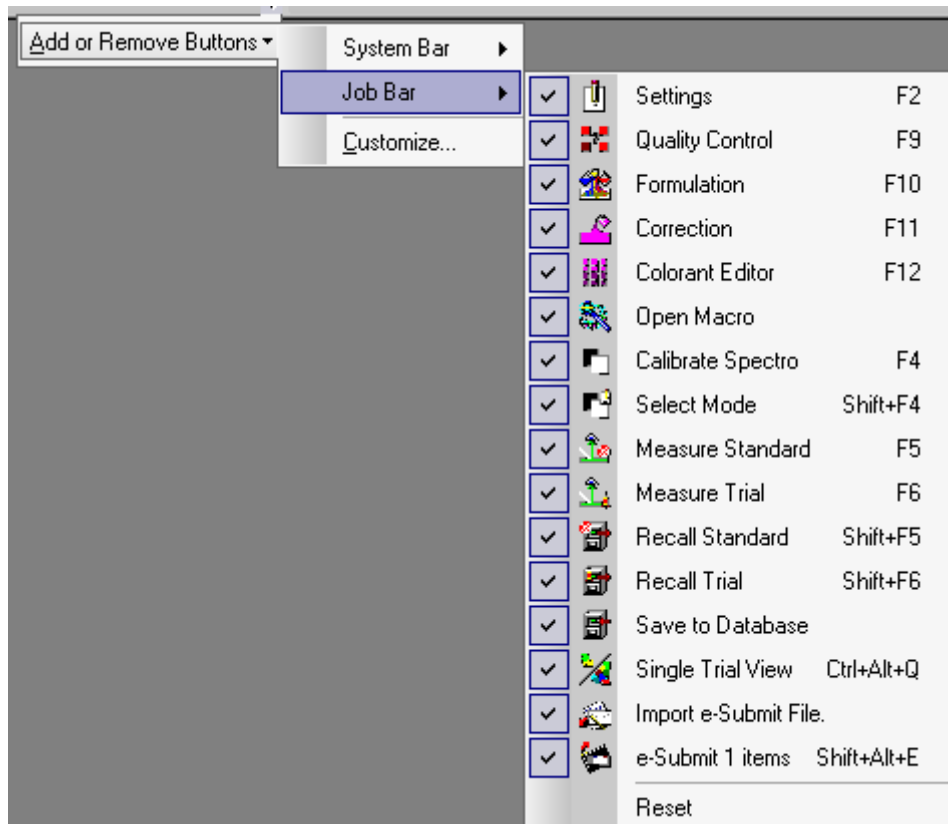 Add or Remove Buttons
System Bar
Job Bar
Customize...
Settings F2
Quality Control F9
Formulation F10
Correction F11
Colorant Editor F12
Open Macro
Calibrate Spectro F4
Select Mode Shift+F4
Measure Standard F5
Measure Trial F6
Recall Standard Shift+F5
Recall Trial Shift+F6
Save to Database
Single Trial View Ctrl+Alt+Q
Import e-Submit File.
e-Submit 1 items Shift+Alt+E
Reset